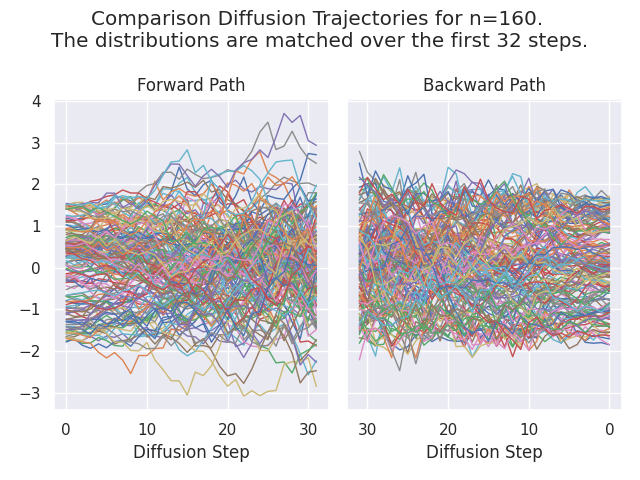 Comparison Diffusion Trajectories for n=160.
The distributions are matched over the first 32 steps.
Forward Path
Backward Path
4
3
2
1
0
−1
−2
−3
0 10 20 30
30 20 10 0
Diffusion Step
Diffusion Step